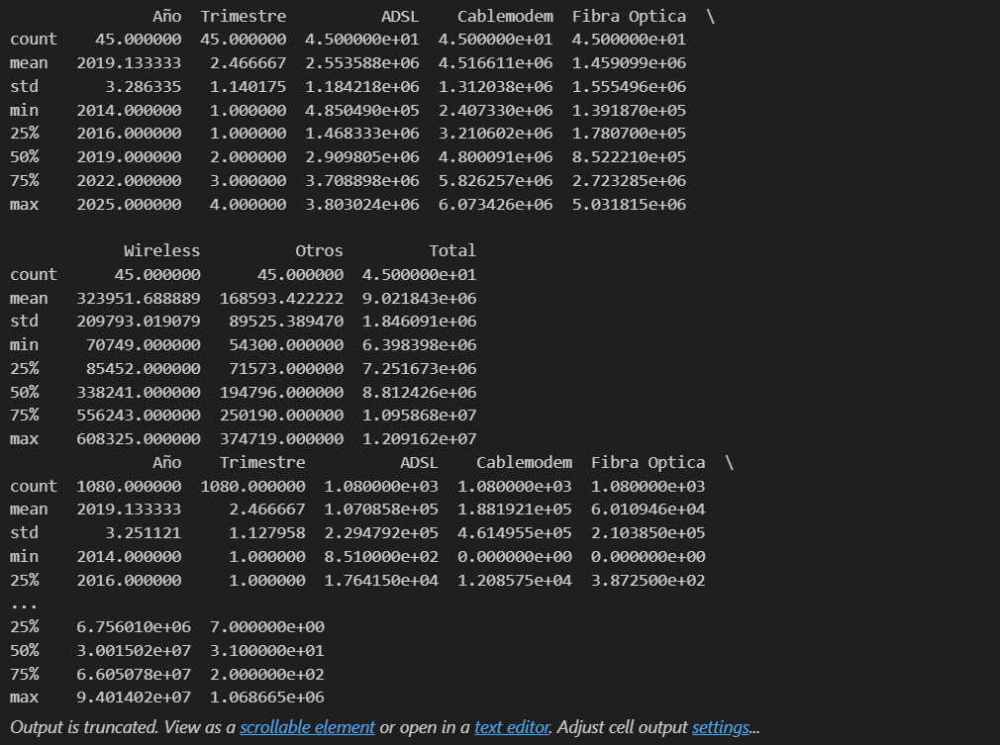 Año Trimestre ADSL Cablemodem Fibra Optica \
count 45.000000 45.000000 4.500000e+01 4.500000e+01 4.500000e+01
mean 2019.133333 2.466667 2.553588e+06 4.516611e+06 1.459099e+06
std 3.286335 1.140175 1.184218e+06 1.312038e+06 1.555496e+06
min 2014.000000 1.000000 4.850490e+05 2.407330e+06 1.391870e+05
25% 2016.000000 1.000000 1.468333e+06 3.210602e+06 1.780700e+05
50% 2019.000000 2.000000 2.909805e+06 4.800091e+06 8.522210e+05
75% 2022.000000 3.000000 3.708898e+06 5.826257e+06 2.723285e+06
max 2025.000000 4.000000 3.803024e+06 6.073426e+06 5.031815e+06
Wireless Otros Total
count 45.000000 45.000000 4.500000e+01
mean 323951.688889 168593.422222 9.021843e+06
std 209793.019079 89525.389470 1.846091e+06
min 70749.000000 54300.000000 6.398398e+06
25% 85452.000000 71573.000000 7.251673e+06
50% 338241.000000 194796.000000 8.812426e+06
75% 556243.000000 250190.000000 1.095868e+07
max 608325.000000 374719.000000 1.209162e+07
Año Trimestre ADSL Cablemodem Fibra Optica \
count 1080.000000 1080.000000 1.080000e+03 1.080000e+03 1.080000e+03
mean 2019.133333 2.466667 1.070858e+05 1.881921e+05 6.010946e+04
std 3.251121 1.127958 2.294792e+05 4.614955e+05 2.103850e+05
min 2014.000000 1.000000 8.510000e+02 0.000000e+00 0.000000e+00
25% 2016.000000 1.000000 1.764150e+04 1.208575e+04 3.872500e+02
...
25% 6.756010e+06 7.000000e+00
50% 3.001502e+07 3.100000e+01
75% 6.605078e+07 2.000000e+02
max 9.401402e+07 1.068665e+06
Output is truncated. View as a scrollable element or open in a text editor. Adjust cell output settings...